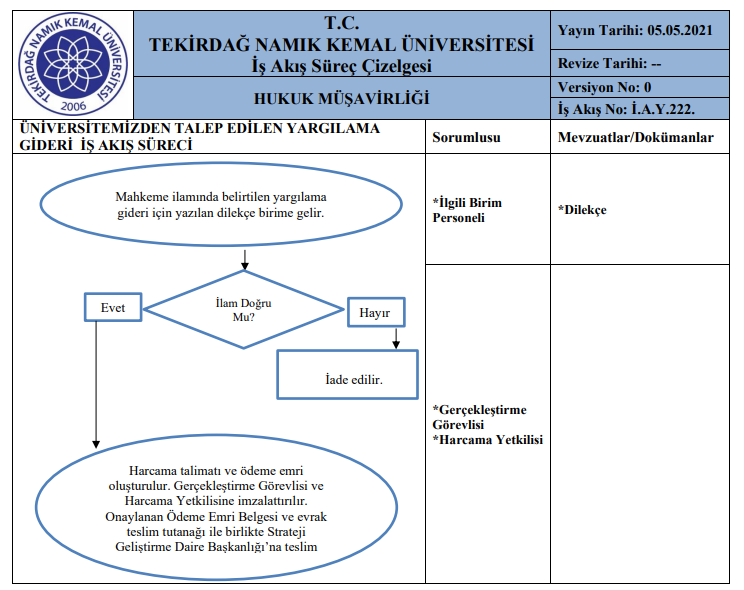 T.C.
TEKİRDAĞ NAMIK KEMAL ÜNİVERSİTESİ
İş Akış Süreç Çizelgesi
HUKUK MÜŞAVİRLİĞİ
Yayın Tarihi: 05.05.2021
Revize Tarihi: --
Versiyon No: 0
İş Akış No: İ.A.Y.222.
TEKİRDAĞ NAMIK KEMAL ÜNİVERSİTESİ
2006
ÜNİVERSİTEMİZDEN TALEP EDİLEN YARGILAMA
GİDERİ İŞ AKIŞ SÜRECİ
Sorumlusu
Mevzuatlar/Dokümanlar
Mahkeme ilamında belirtilen yargılama
gideri için yazılan dilekçe birime gelir.
*İlgili Birim
Personeli
*Dilekçe
İlam Doğru
Mu?
Evet
Hayır
İade edilir.
*Gerçekleştirme
Görevlisi
*Harcama Yetkilisi
Harcama talimatı ve ödeme emri
oluşturulur. Gerçekleştirme Görevlisi ve
Harcama Yetkilisine imzalattırılır.
Onaylanan Ödeme Emri Belgesi ve evrak
teslim tutanağı ile birlikte Strateji
Geliştirme Daire Başkanlığı’na teslim